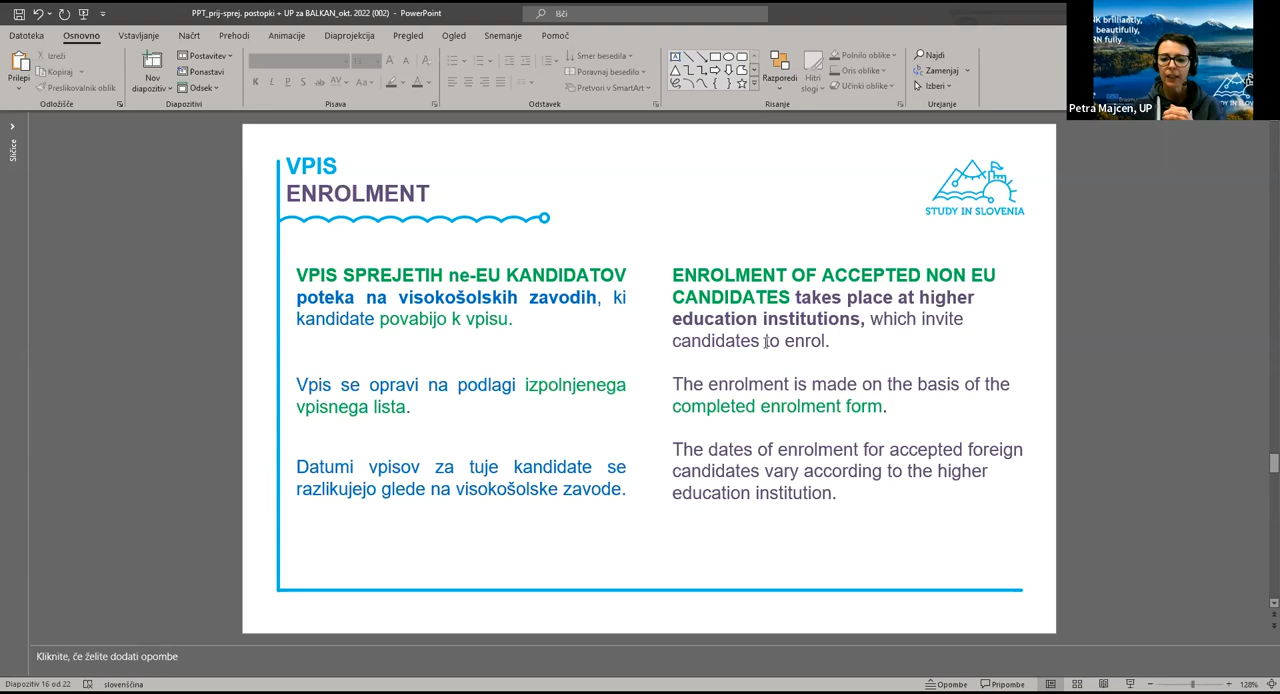 PPT_prij-sprej. postopki + UP za BALKAN_okt. 2022 (002) - PowerPoint
Išči
Datoteka Osnovno Vstavljanje Načrt Prehodi Animacije Diaprojekcija Pregled Ogled Snemanje Pomoč
Prilepi
Izreži
Kopiraj
Preslikovalnik oblik
Odložišče
Nov
diapozitiv
Postavitev
Ponastavi
Odsek
Diapozitivi
Pisava
Smer besedila
Poravnaj besedilo
Pretvori v SmartArt
Odstavek
Razporedi
Hitri
slogi
Polnilo oblike
Oris oblike
Učinki oblike
Risanje
Najdi
Zamenjaj
Izberi
Urejanje
NK brilliantly,
beautifully,
RN fully
STUDY IN SLOVE
Petra Majcen, UP
Sličice
VPIS
ENROLMENT
STUDY IN SLOVENIA
VPIS SPREJETIH ne-EU KANDIDATOV
poteka na visokošolskih zavodih, ki
kandidate povabijo k vpisu.
Vpis se opravi na podlagi izpolnjenega
vpisnega lista.
Datumi vpisov za tuje kandidate se
razlikujejo glede na visokošolske zavode.
ENROLMENT OF ACCEPTED NON EU
CANDIDATES takes place at higher
education institutions, which invite
candidates to enrol.
The enrolment is made on the basis of the
completed enrolment form.
The dates of enrolment for accepted foreign
candidates vary according to the higher
education institution.
Kliknite, če želite dodati opombe
Diapozitiv 16 od 22 slovenščina Opombe Pripombe 128%